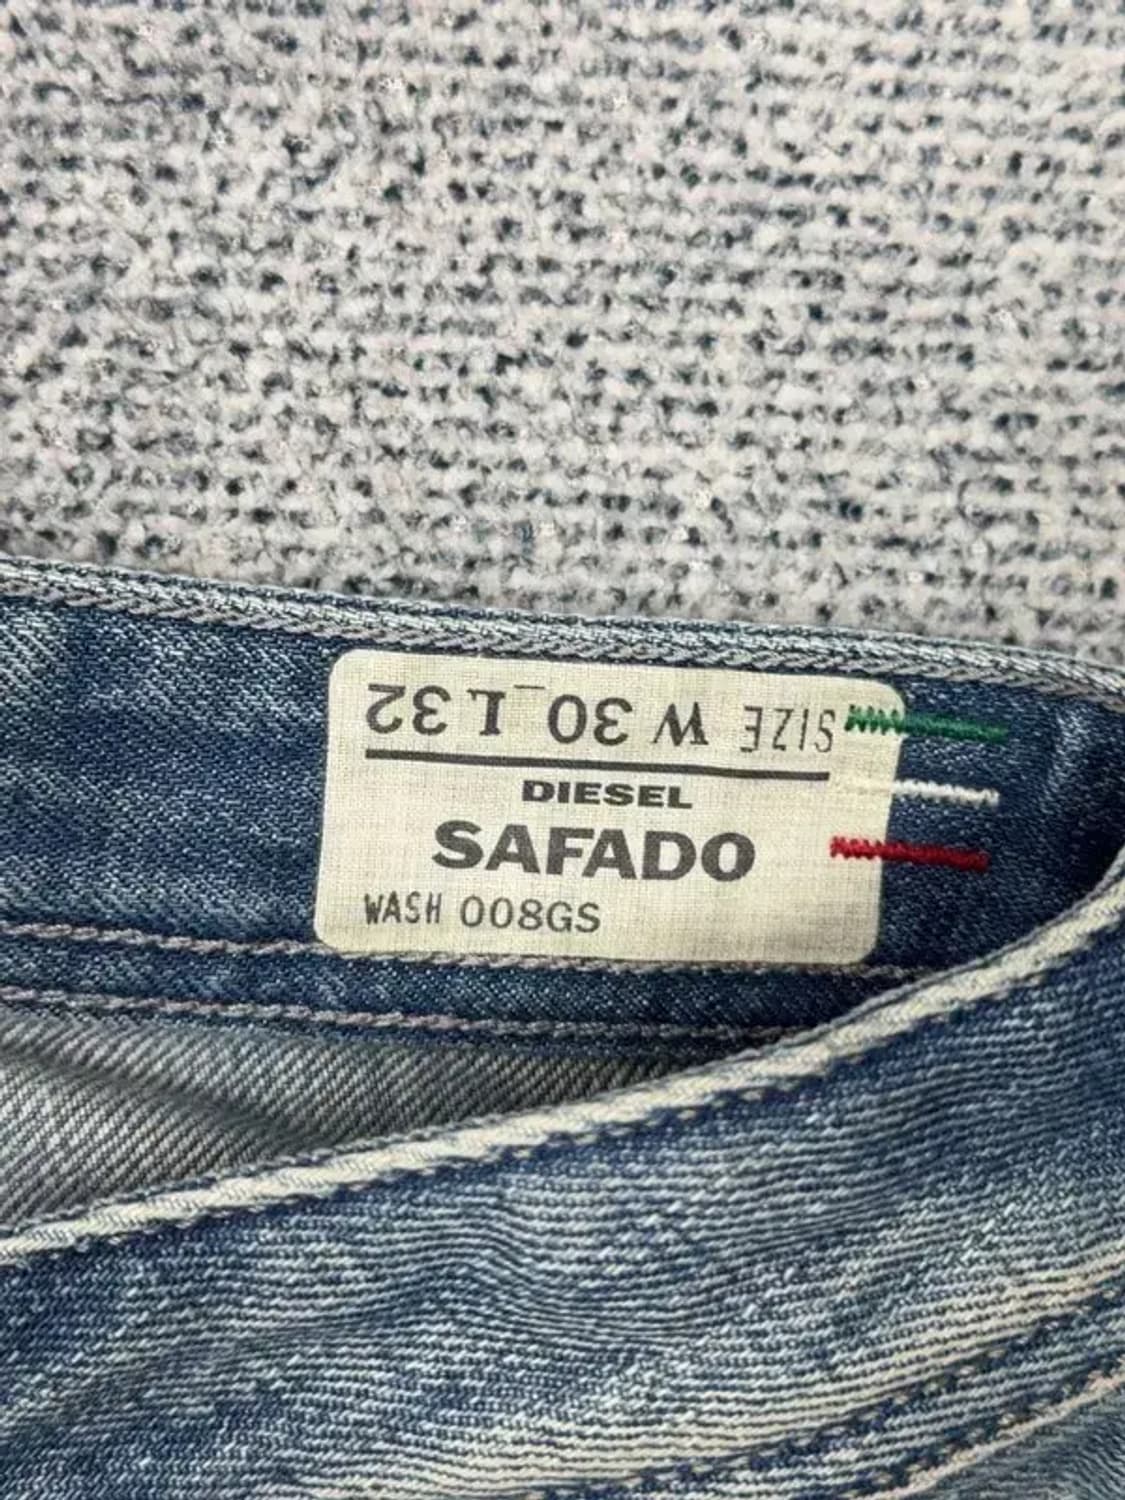 SIZE W 30 L 32
DIESEL
SAFADO
WASH 008GS